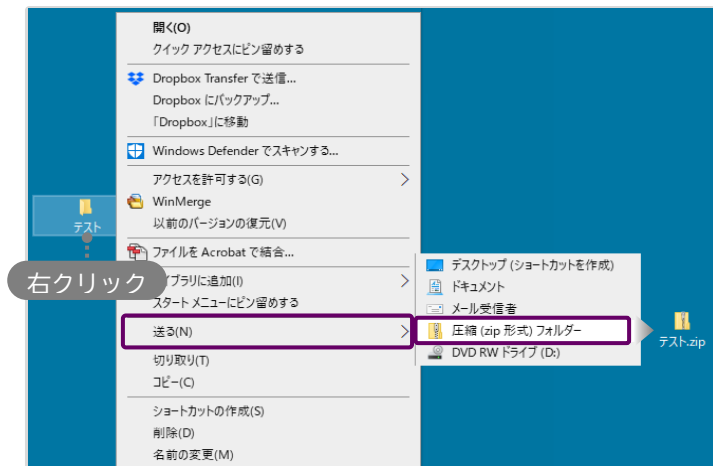 開く(O)
クイック アクセスにピン留めする
Dropbox Transfer で送信...
Dropbox にバックアップ...
「Dropbox」に移動
Windows Defender でスキャンする...
アクセスを許可する(G)
WinMerge
以前のバージョンの復元(V)
テスト
ファイルを Acrobat で結合...
右クリック
イブラリに追加(I)
スタート メニューにピン留めする
送る(N)
切り取り(T)
コピー(C)
ショートカットの作成(S)
削除(D)
名前の変更(M)
デスクトップ (ショートカットを作成)
ドキュメント
メール受信者
圧縮 (zip 形式) フォルダー
DVD RW ドライブ (D:)
テスト.zip